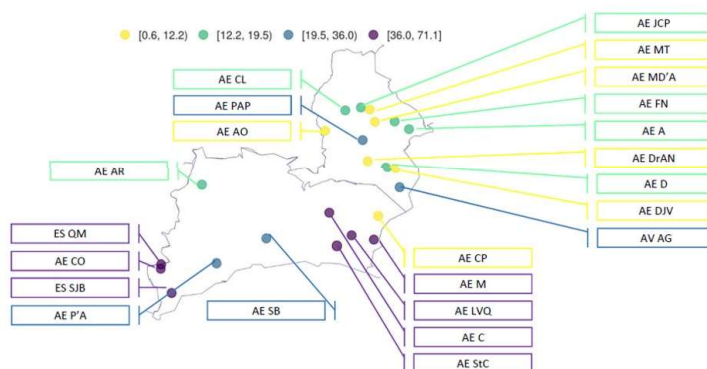 [0.6, 12.2) [12.2, 19.5) [19.5, 36.0) [36.0, 71.1]
AE JCP
AE MT
AE MD'A
AE FN
AE A
AE DrAN
AE D
AE DJV
AV AG
AE CL
AE PAP
AE AO
AE AR
ES QM
AE CO
ES SJB
AE P'A
AE SB
AE CP
AE M
AE LVQ
AE C
AE StC